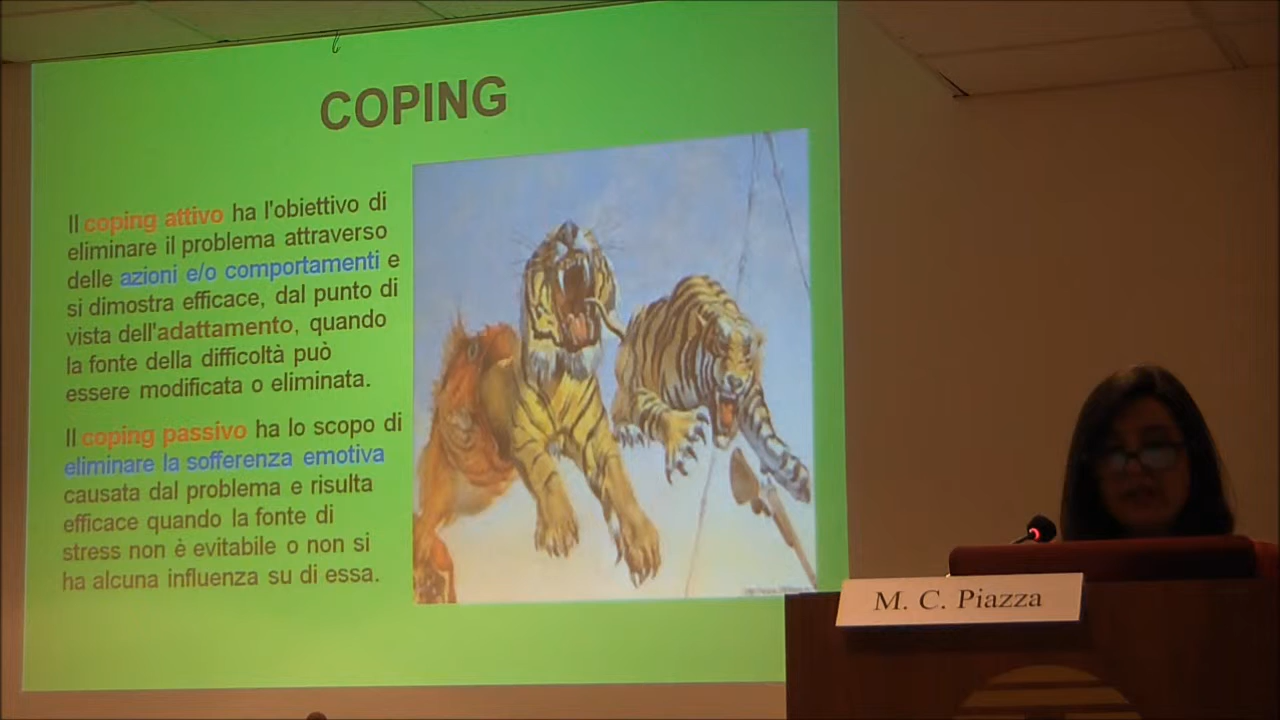 COPING
Il coping attivo ha l'obiettivo di
eliminare il problema attraverso
delle azioni e/o comportamenti e
si dimostra efficace, dal punto di
vista dell'adattamento, quando
la fonte della difficoltà può
essere modificata o eliminata.
Il coping passivo ha lo scopo di
eliminare la sofferenza emotiva
causata dal problema e risulta
efficace quando la fonte di
stress non è evitabile o non si
ha alcuna influenza su di essa.
M. C. Piazza